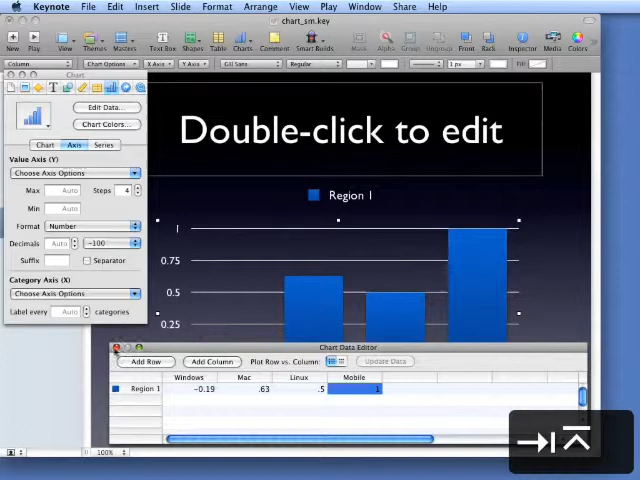 Keynote File Edit Insert Slide Format Arrange View Play Window Share Help
chart_sm.key
New Play View Themes Masters Text Box Shapes Table Charts Comment Smart Builds Mask Alpha Group Ungroup Front Inspector Media Colors
Column Chart Options X Axis Y Axis Gill Sans Regular 1 px Fill:
Chart
Edit Data...
Chart Colors...
Chart Axis Series
Value Axis (Y)
Choose Axis Options
Max Auto Steps 4
Min Auto
Format Number
Decimals Auto -100
Suffix Separator
Category Axis (X)
Choose Axis Options
Label every Auto categories
Double-click to edit
Region 1
1
0.75
0.5
0.25
Chart Data Editor
Add Row Add Column Plot Row vs. Column: Update Data
Windows Mac Linux Mobile
Region 1 -0.19 .63 .5 1
100%